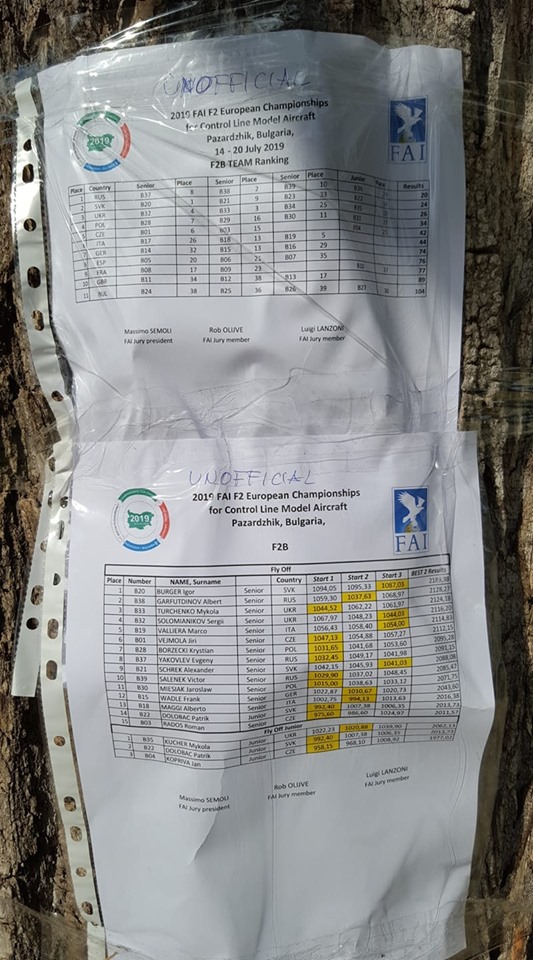 UNOFFICIAL
2019 FAI F2 European Championships
for Control Line Model Aircraft
Pazardzhik, Bulgaria,
14 - 20 July 2019
F2B TEAM Ranking
2019
FAI
Place Country Senior Place Senior Place Senior Place Junior Place Results
1 RUS B37 8 B38 2 B39 10 20
2 SVK B20 1 B21 9 B23 13 24
3 UKR B32 4 B33 3 B34 25 26
4 POL B28 7 B29 16 B30 11 34
5 CZE B01 6 B03 15 42
6 ITA B17 26 B18 13 B19 5 44
7 GER B14 32 B15 13 B16 29 74
8 ESP B05 20 B06 21 B07 35 76
9 FRA B08 17 B09 23 77
10 GBR B11 34 B12 38 B13 17 89
11 BUL B24 38 B25 36 B26 39 B27 104
Massimo SEMOLI Rob OLIJVE Luigi LANZONI
FAI Jury president FAI Jury member FAI Jury member
UNOFFICIAL
2019 FAI F2 European Championships
for Control Line Model Aircraft
Pazardzhik, Bulgaria,
2019
FAI
F2B
Fly Off
Place Number NAME, Surname Country Start 1 Start 2 Start 3 BEST 2 Results
1 B20 BURGER Igor Senior SVK 1094,05 1095,33 1087,03 2189,38
2 B38 GARFUTDINOV Albert Senior RUS 1059,30 1037,63 1068,97 2128,27
3 B33 TURCHENKO Mykola Senior UKR 1044,52 1062,22 1061,97 2124,18
4 B32 SOLOMIANIKOV Sergii Senior UKR 1067,97 1048,23 1044,03 2116,20
5 B19 VALLIERA Marco Senior ITA 1056,43 1058,40 1054,00 2114,83
6 B01 VEJMOLA Jiri Senior CZE 1047,13 1054,88 1057,27 2112,15
7 B28 BORZECKI Krystian Senior POL 1031,65 1041,68 1053,60 2095,28
8 B37 YAKOVLEV Evgeny Senior RUS 1032,45 1049,17 1041,98 2091,15
9 B21 SCHREK Alexander Senior SVK 1042,15 1045,93 1041,03 2088,08
10 B39 SALENEK Victor Senior RUS 1029,90 1037,02 1048,45 2085,47
11 B30 MIESIAK Jaroslaw Senior POL 1015,00 1038,63 1033,12 2071,75
12 B15 WADLE Frank Senior GER 1022,87 1010,67 1020,73 2043,60
13 B18 MAGGI Alberto Senior ITA 1002,75 994,13 1013,63 2016,38
14 B22 DOLOBAC Patrik Junior SVK 992,40 1007,38 1006,35 2013,73
15 B03 RADOS Roman Senior CZE 975,60 986,60 1024,97 2011,57
Fly Off Junior
1 B35 KUCHER Mykola Junior UKR 1022,23 1020,88 1039,90 2062,13
2 B22 DOLOBAC Patrik Junior SVK 992,40 1007,38 1006,35 2013,73
3 B04 KOPRIVA Jan Junior CZE 958,15 968,10 1008,92 1977,02
Massimo SEMOLI Rob OLIJVE Luigi LANZONI
FAI Jury president FAI Jury member FAI Jury member